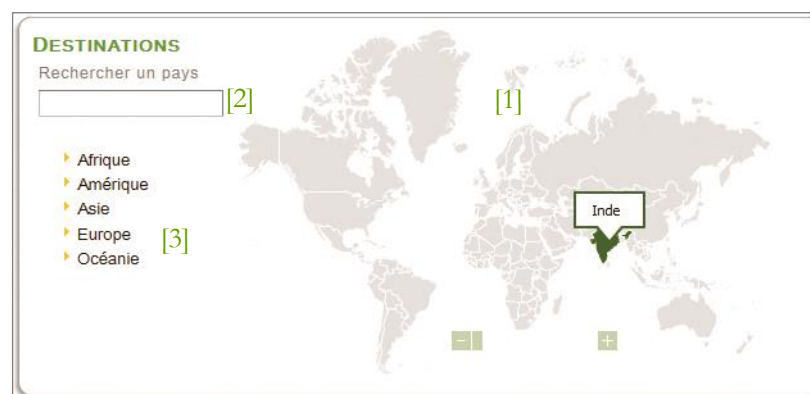 DESTINATIONS
Rechercher un pays
[2]
[1]
Afrique
Amérique
Asie
Europe
[3]
Océanie
Inde